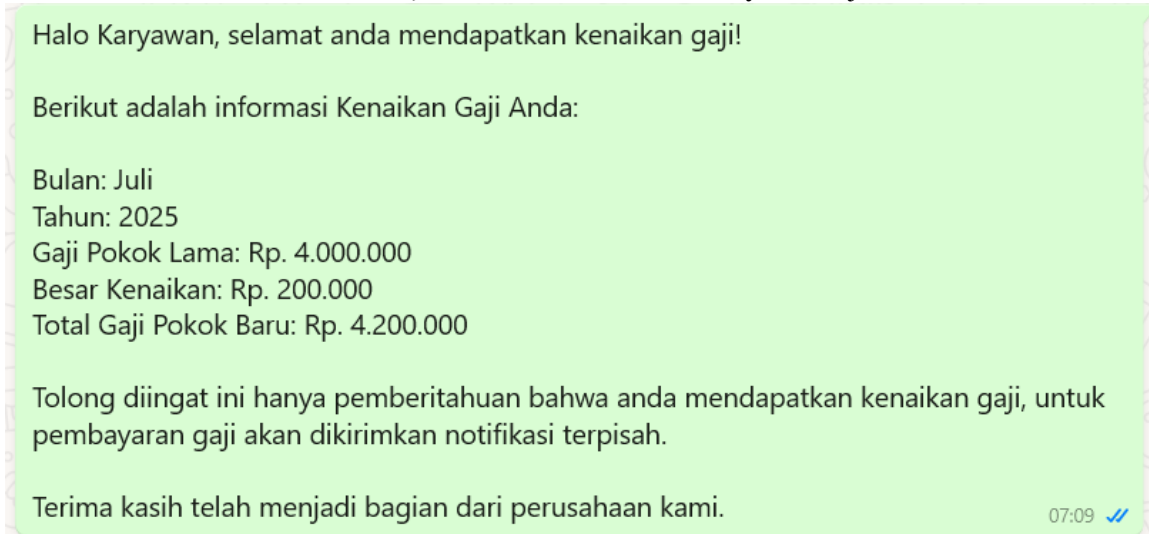 Halo Karyawan, selamat anda mendapatkan kenaikan gaji!
Berikut adalah informasi Kenaikan Gaji Anda:
Bulan: Juli
Tahun: 2025
Gaji Pokok Lama: Rp. 4.000.000
Besar Kenaikan: Rp. 200.000
Total Gaji Pokok Baru: Rp. 4.200.000
Tolong diingat ini hanya pemberitahuan bahwa anda mendapatkan kenaikan gaji, untuk
pembayaran gaji akan dikirimkan notifikasi terpisah.
Terima kasih telah menjadi bagian dari perusahaan kami.
07:09